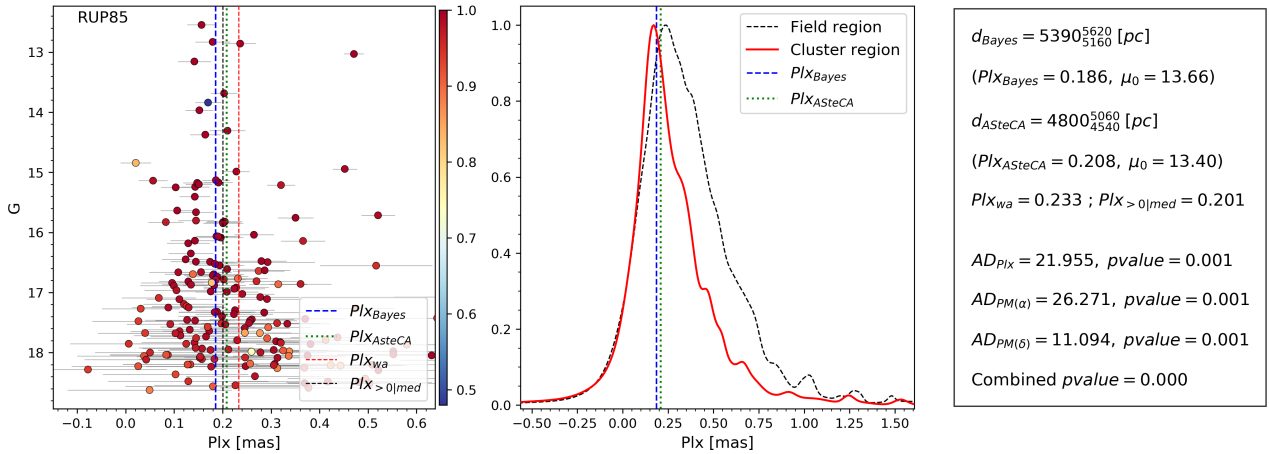 RUP85
13
14
15
16
17
18
G
−0.1
0.0
0.1
0.2
0.3
0.4
0.5
0.6
Plx [mas]
Plx_Bayes
Plx_AsteCA
Plx_wa
Plx_>0|med
1.0
0.9
0.8
0.7
0.6
0.5
1.0
0.8
0.6
0.4
0.2
0.0
−0.50
−0.25
0.00
0.25
0.50
0.75
1.00
1.25
1.50
Plx [mas]
Field region
Cluster region
Plx_Bayes
Plx_ASteCA
d_Bayes = 5390^5620_5160 [pc]
(Plx_Bayes = 0.186, μ_0 = 13.66)
d_ASteCA = 4800^5060_4540 [pc]
(Plx_ASteCA = 0.208, μ_0 = 13.40)
Plx_wa = 0.233 ; Plx_>0|med = 0.201
AD_Plx = 21.955, pvalue = 0.001
AD_PM(α) = 26.271, pvalue = 0.001
AD_PM(δ) = 11.094, pvalue = 0.001
Combined pvalue = 0.000